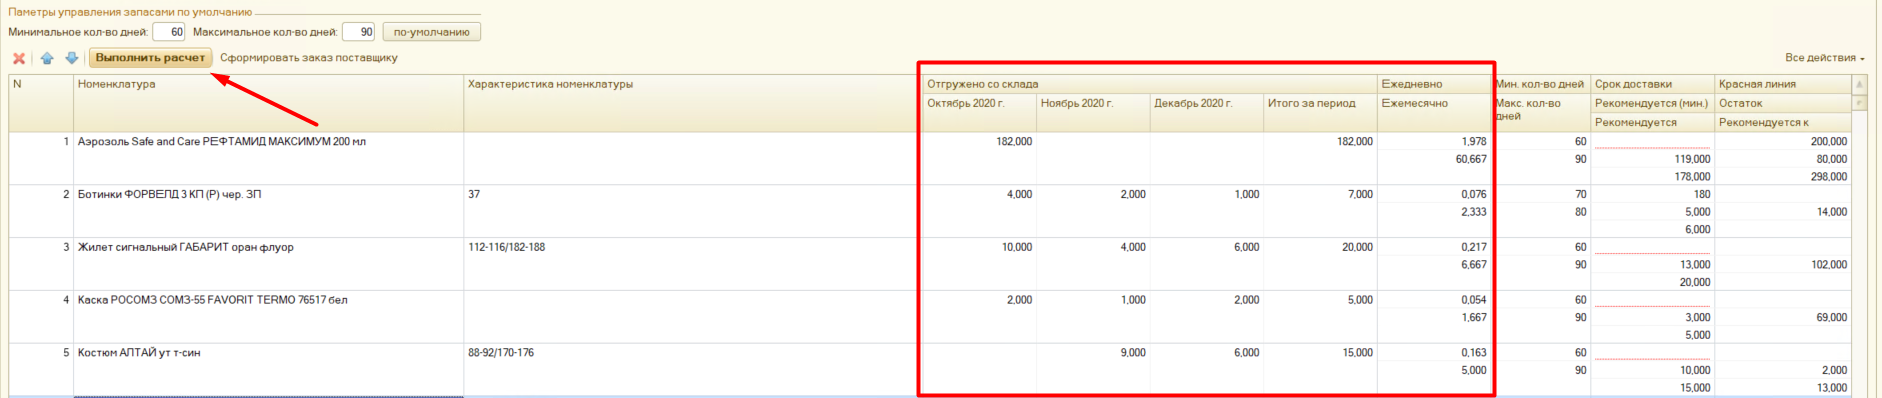 Паметры управления запасами по умолчанию
Минимальное кол-во дней: 60 Максимальное кол-во дней: 90 по-умолчанию
Выполнить расчет Сформировать заказ поставщику Все действия
N Номенклатура Характеристика номенклатуры Отгружено со склада Ежедневно Мин. кол-во дней Срок доставки Красная линия
Октябрь 2020 г. Ноябрь 2020 г. Декабрь 2020 г. Итого за период Ежемесячно Макс. кол-во дней Рекомендуется (мин.) Остаток
Рекомендуется Рекомендуется к
1 Аэрозоль Safe and Care РЕФТАМИД МАКСИМУМ 200 мл 182,000 182,000 1,978 60 200,000
60,667 90 119,000 80,000
178,000 298,000
2 Ботинки ФОРВЕЛД 3 КП (Р) чер. ЗП 37 4,000 2,000 1,000 7,000 0,076 70 180
2,333 80 5,000 14,000
6,000
3 Жилет сигнальный ГАБАРИТ оран флуор 112-116/182-188 10,000 4,000 6,000 20,000 0,217 60
6,667 90 13,000 102,000
20,000
4 Каска РОСОМЗ СОМЗ-55 FAVORIT TERMO 76517 бел 2,000 1,000 2,000 5,000 0,054 60
1,667 90 3,000 69,000
5,000
5 Костюм АЛТАЙ ут т-син 88-92/170-176 9,000 6,000 15,000 0,163 60
5,000 90 10,000 2,000
15,000 13,000